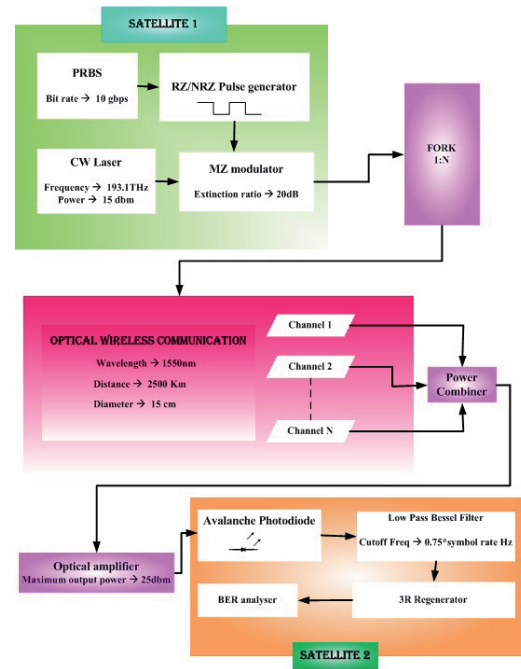 SATELLITE 1
PRBS
Bit rate → 10 gbps
RZ/NRZ Pulse generator
CW Laser
Frequency → 193.1THz
Power → 15 dbm
MZ modulator
Extinction ratio → 20dB
FORK
1:N
OPTICAL WIRELESS COMMUNICATION
Wavelength → 1550nm
Distance → 2500 Km
Diameter → 15 cm
Channel 1
Channel 2
Channel N
Power
Combiner
Optical amplifier
Maximum output power → 25dbm
Avalanche Photodiode
Low Pass Bessel Filter
Cutoff Freq → 0.75*symbol rate Hz
BER analyser
3R Regenerator
SATELLITE 2